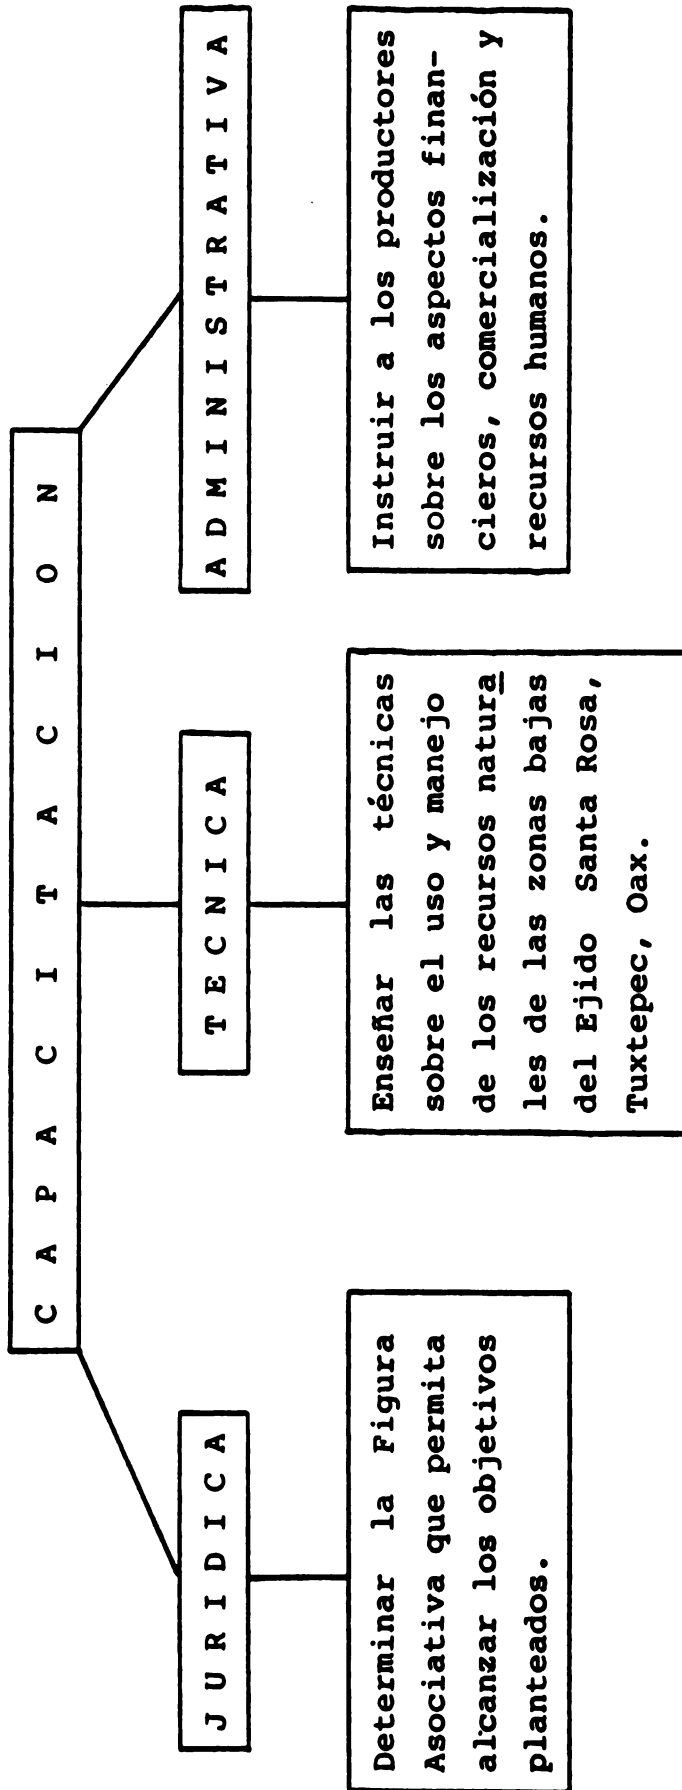 C A P A C I T A C I O N
J U R I D I C A
Determinar la Figura
Asociativa que permita
alcanzar los objetivos
planteados.
T E C N I C A
Enseñar las técnicas
sobre el uso y manejo
de los recursos natura
les de las zonas bajas
del Ejido Santa Rosa,
Tuxtepec, Oax.
A D M I N I S T R A T I V A
Instruir a los productores
sobre los aspectos finan-
cieros, comercialización y
recursos humanos.